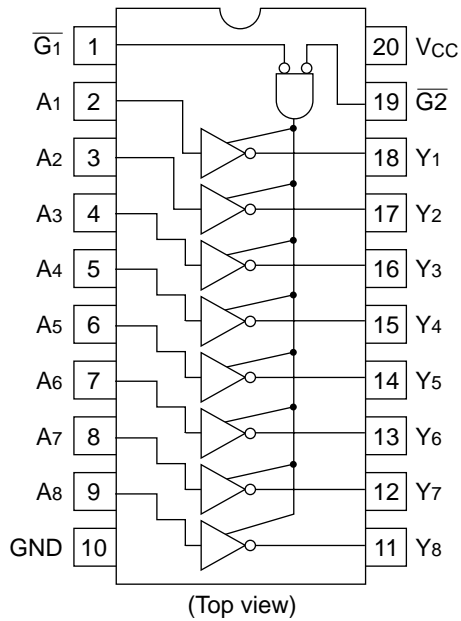 G1 1 20 VCC
A1 2 19 G2
A2 3 18 Y1
A3 4 17 Y2
A4 5 16 Y3
A5 6 15 Y4
A6 7 14 Y5
A7 8 13 Y6
A8 9 12 Y7
GND 10 11 Y8
(Top view)